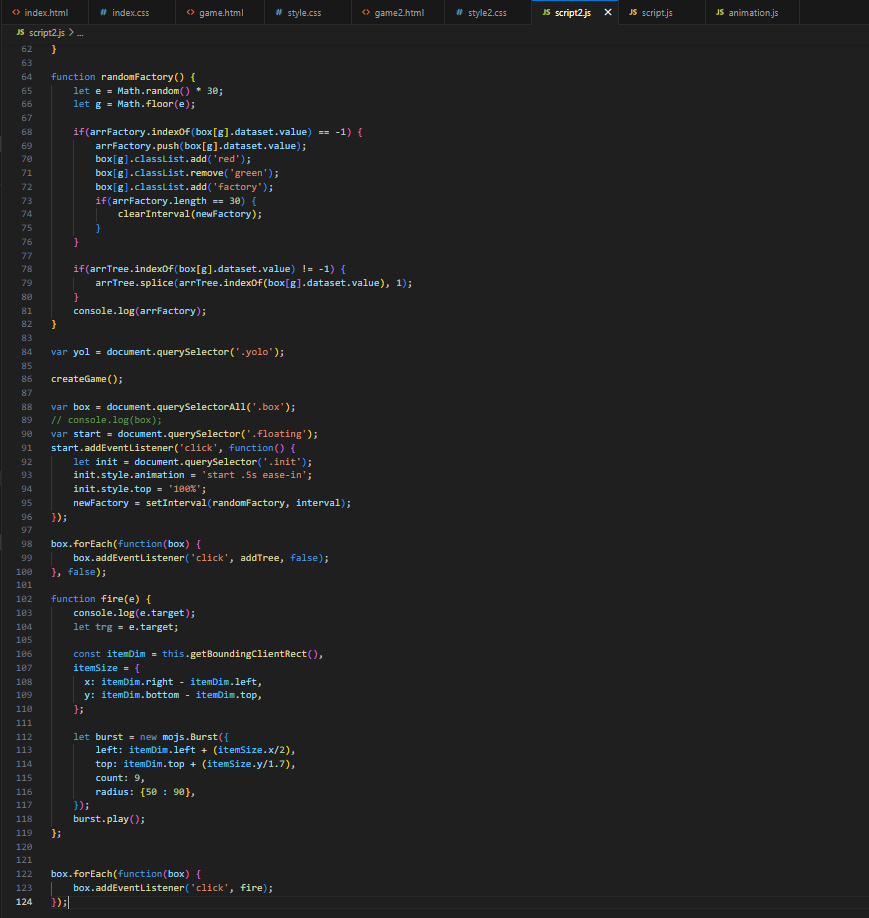 <> index.html # index.css <> game.html # style.css <> game2.html # style2.css JS script2.js × JS script.js JS animation.js
JS script2.js > ...
62 }
63
64 function randomFactory() {
65     let e = Math.random() * 30;
66     let g = Math.floor(e);
67
68     if(arrFactory.indexOf(box[g].dataset.value) == -1) {
69         arrFactory.push(box[g].dataset.value);
70         box[g].classList.add('red');
71         box[g].classList.remove('green');
72         box[g].classList.add('factory');
73         if(arrFactory.length == 30) {
74             clearInterval(newFactory);
75         }
76     }
77
78     if(arrTree.indexOf(box[g].dataset.value) != -1) {
79         arrTree.splice(arrTree.indexOf(box[g].dataset.value), 1);
80     }
81     console.log(arrFactory);
82 }
83
84 var yol = document.querySelector('.yolo');
85
86 createGame();
87
88 var box = document.querySelectorAll('.box');
89 // console.log(box);
90 var start = document.querySelector('.floating');
91 start.addEventListener('click', function() {
92     let init = document.querySelector('.init');
93     init.style.animation = 'start .5s ease-in';
94     init.style.top = '100%';
95     newFactory = setInterval(randomFactory, interval);
96 });
97
98 box.forEach(function(box) {
99     box.addEventListener('click', addTree, false);
100 }, false);
101
102 function fire(e) {
103     console.log(e.target);
104     let trg = e.target;
105
106     const itemDim = this.getBoundingClientRect(),
107     itemSize = {
108       x: itemDim.right - itemDim.left,
109       y: itemDim.bottom - itemDim.top,
110     };
111
112     let burst = new mojs.Burst({
113         left: itemDim.left + (itemSize.x/2),
114         top: itemDim.top + (itemSize.y/1.7),
115         count: 9,
116         radius: {50 : 90},
117     });
118     burst.play();
119 };
120
121
122 box.forEach(function(box) {
123     box.addEventListener('click', fire);
124 });